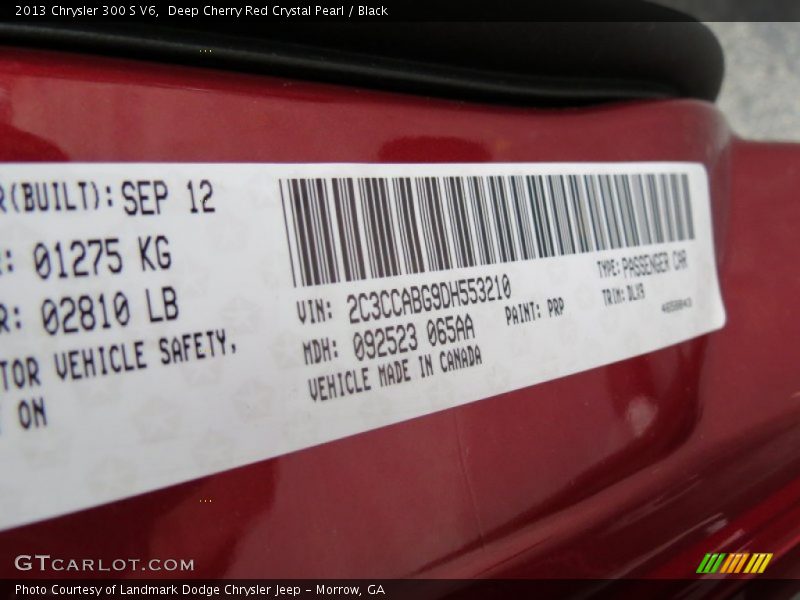 2013 Chrysler 300 S V6, Deep Cherry Red Crystal Pearl / Black
R(BUILT): SEP 12
R: 01275 KG
R: 02810 LB
TOR VEHICLE SAFETY,
ON
VIN: 2C3CCABG9DH553210
TYPE: PASSENGER CAR
MDH: 092523 065AA
PAINT: PRP
TRIM: DLX9
VEHICLE MADE IN CANADA
GTCARLOT.COM
Photo Courtesy of Landmark Dodge Chrysler Jeep - Morrow, GA